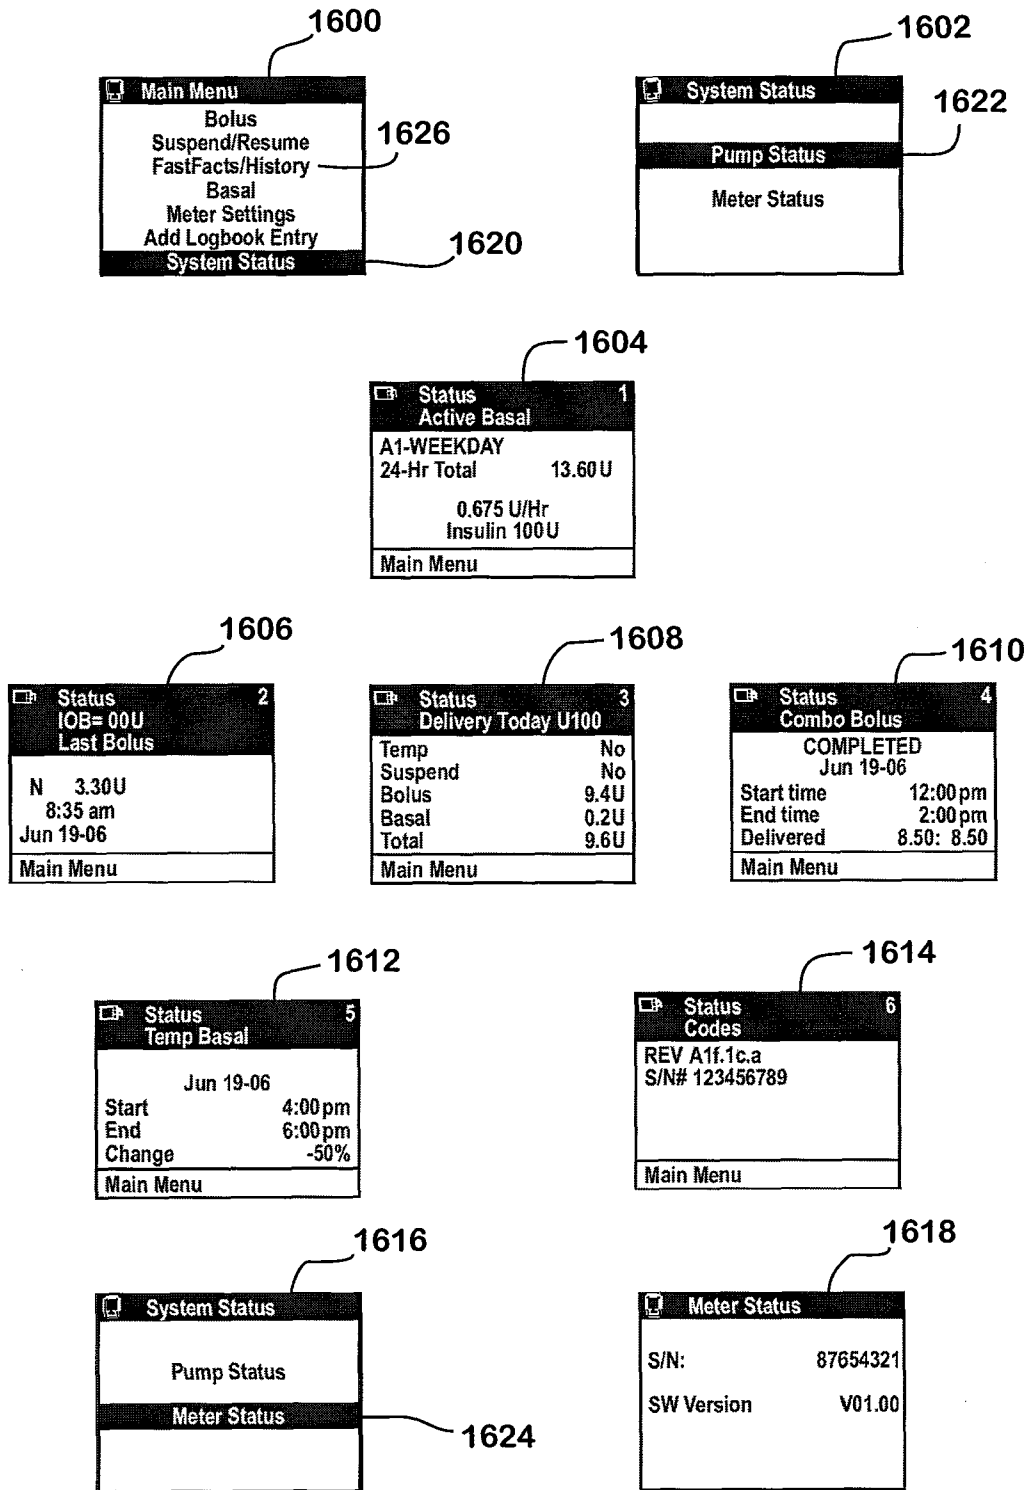 1600
Main Menu
Bolus
Suspend/Resume
FastFacts/History
Basal
Meter Settings
Add Logbook Entry
System Status
1626
1620
1602
System Status
Pump Status
Meter Status
1622
1604
Status 1
Active Basal
A1-WEEKDAY
24-Hr Total 13.60U
0.675 U/Hr
Insulin 100U
Main Menu
1606
Status 2
IOB= 00U
Last Bolus
N 3.30U
8:35 am
Jun 19-06
Main Menu
1608
Status 3
Delivery Today U100
Temp No
Suspend No
Bolus 9.4U
Basal 0.2U
Total 9.6U
Main Menu
1610
Status 4
Combo Bolus
COMPLETED
Jun 19-06
Start time 12:00pm
End time 2:00pm
Delivered 8.50: 8.50
Main Menu
1612
Status 5
Temp Basal
Jun 19-06
Start 4:00pm
End 6:00pm
Change -50%
Main Menu
1614
Status 6
Codes
REV A1f.1c.a
S/N# 123456789
Main Menu
1616
System Status
Pump Status
Meter Status
1624
1618
Meter Status
S/N: 87654321
SW Version V01.00